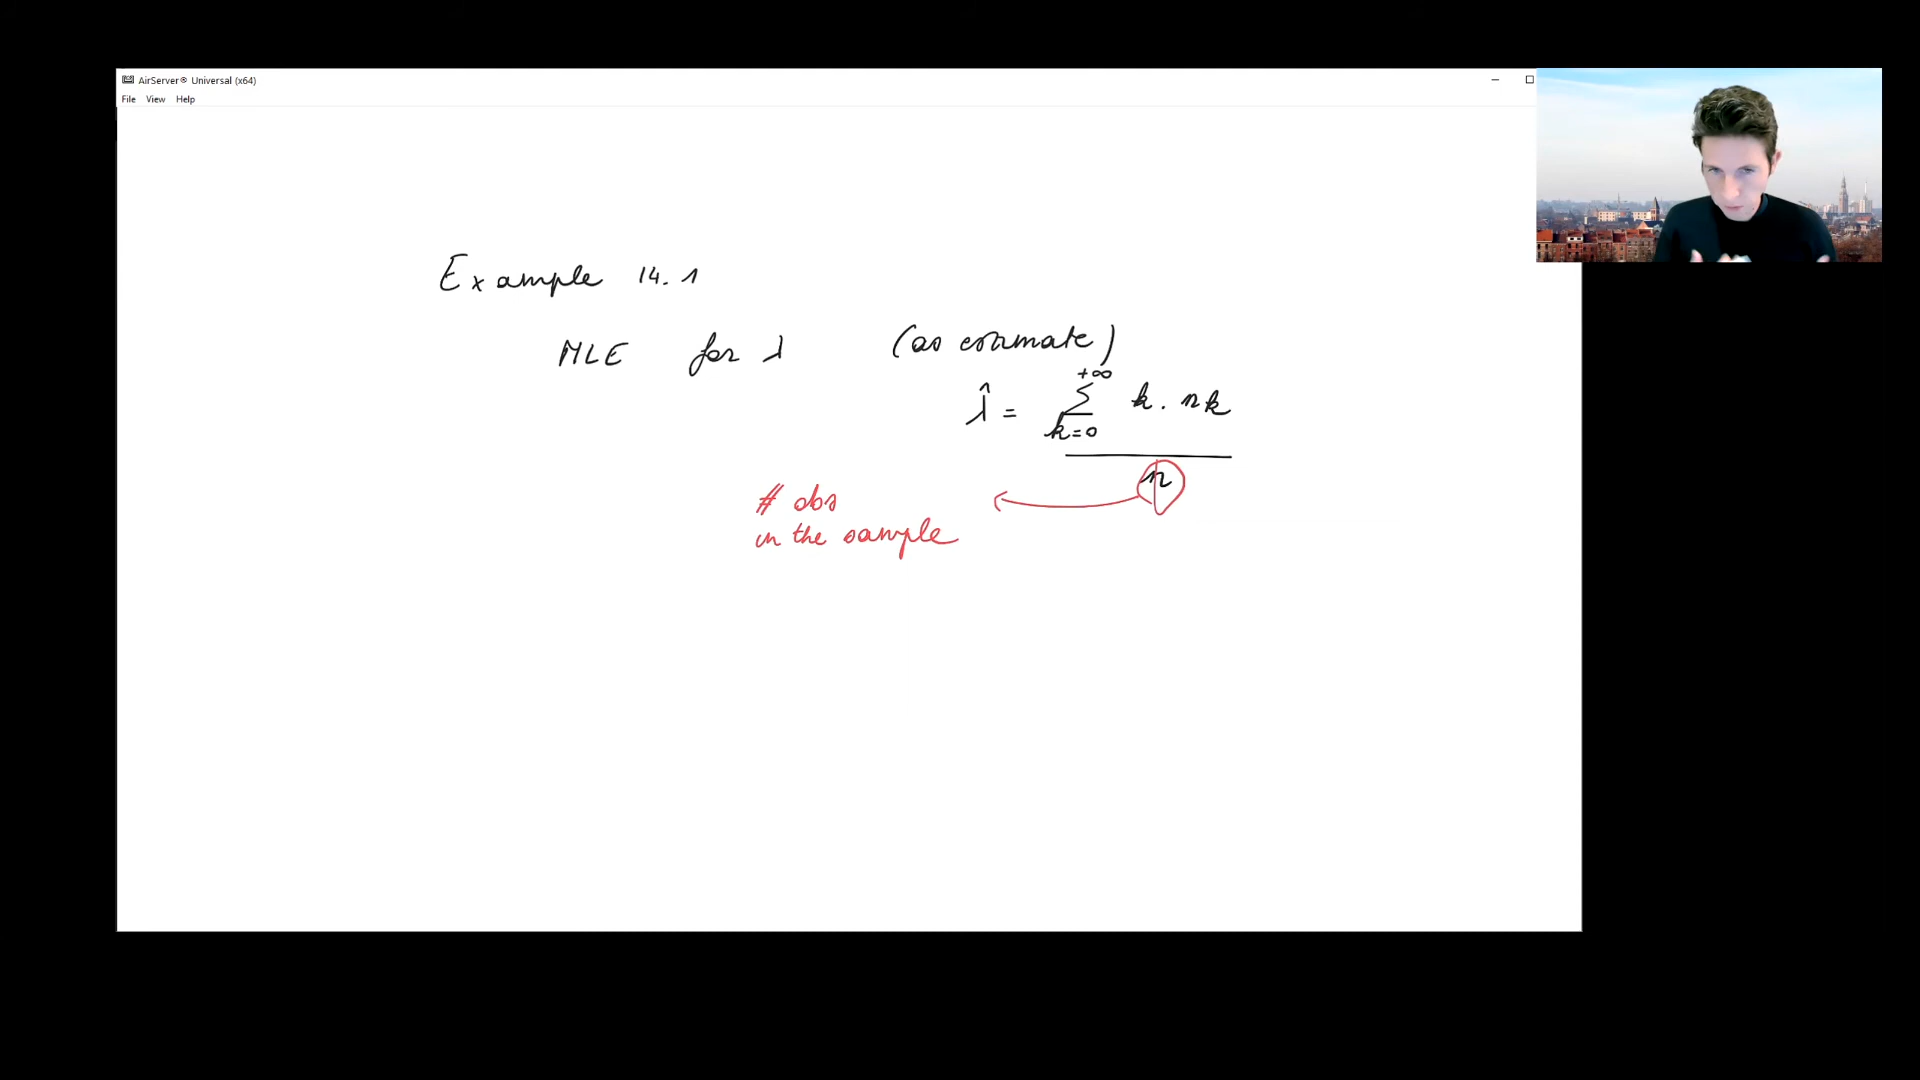 AirServer® Universal (x64)
File View Help
Example 14.1
MLE for λ (as estimate)
+∞
λ̂ = Σ k. nk
k=0
n
# obs
in the sample